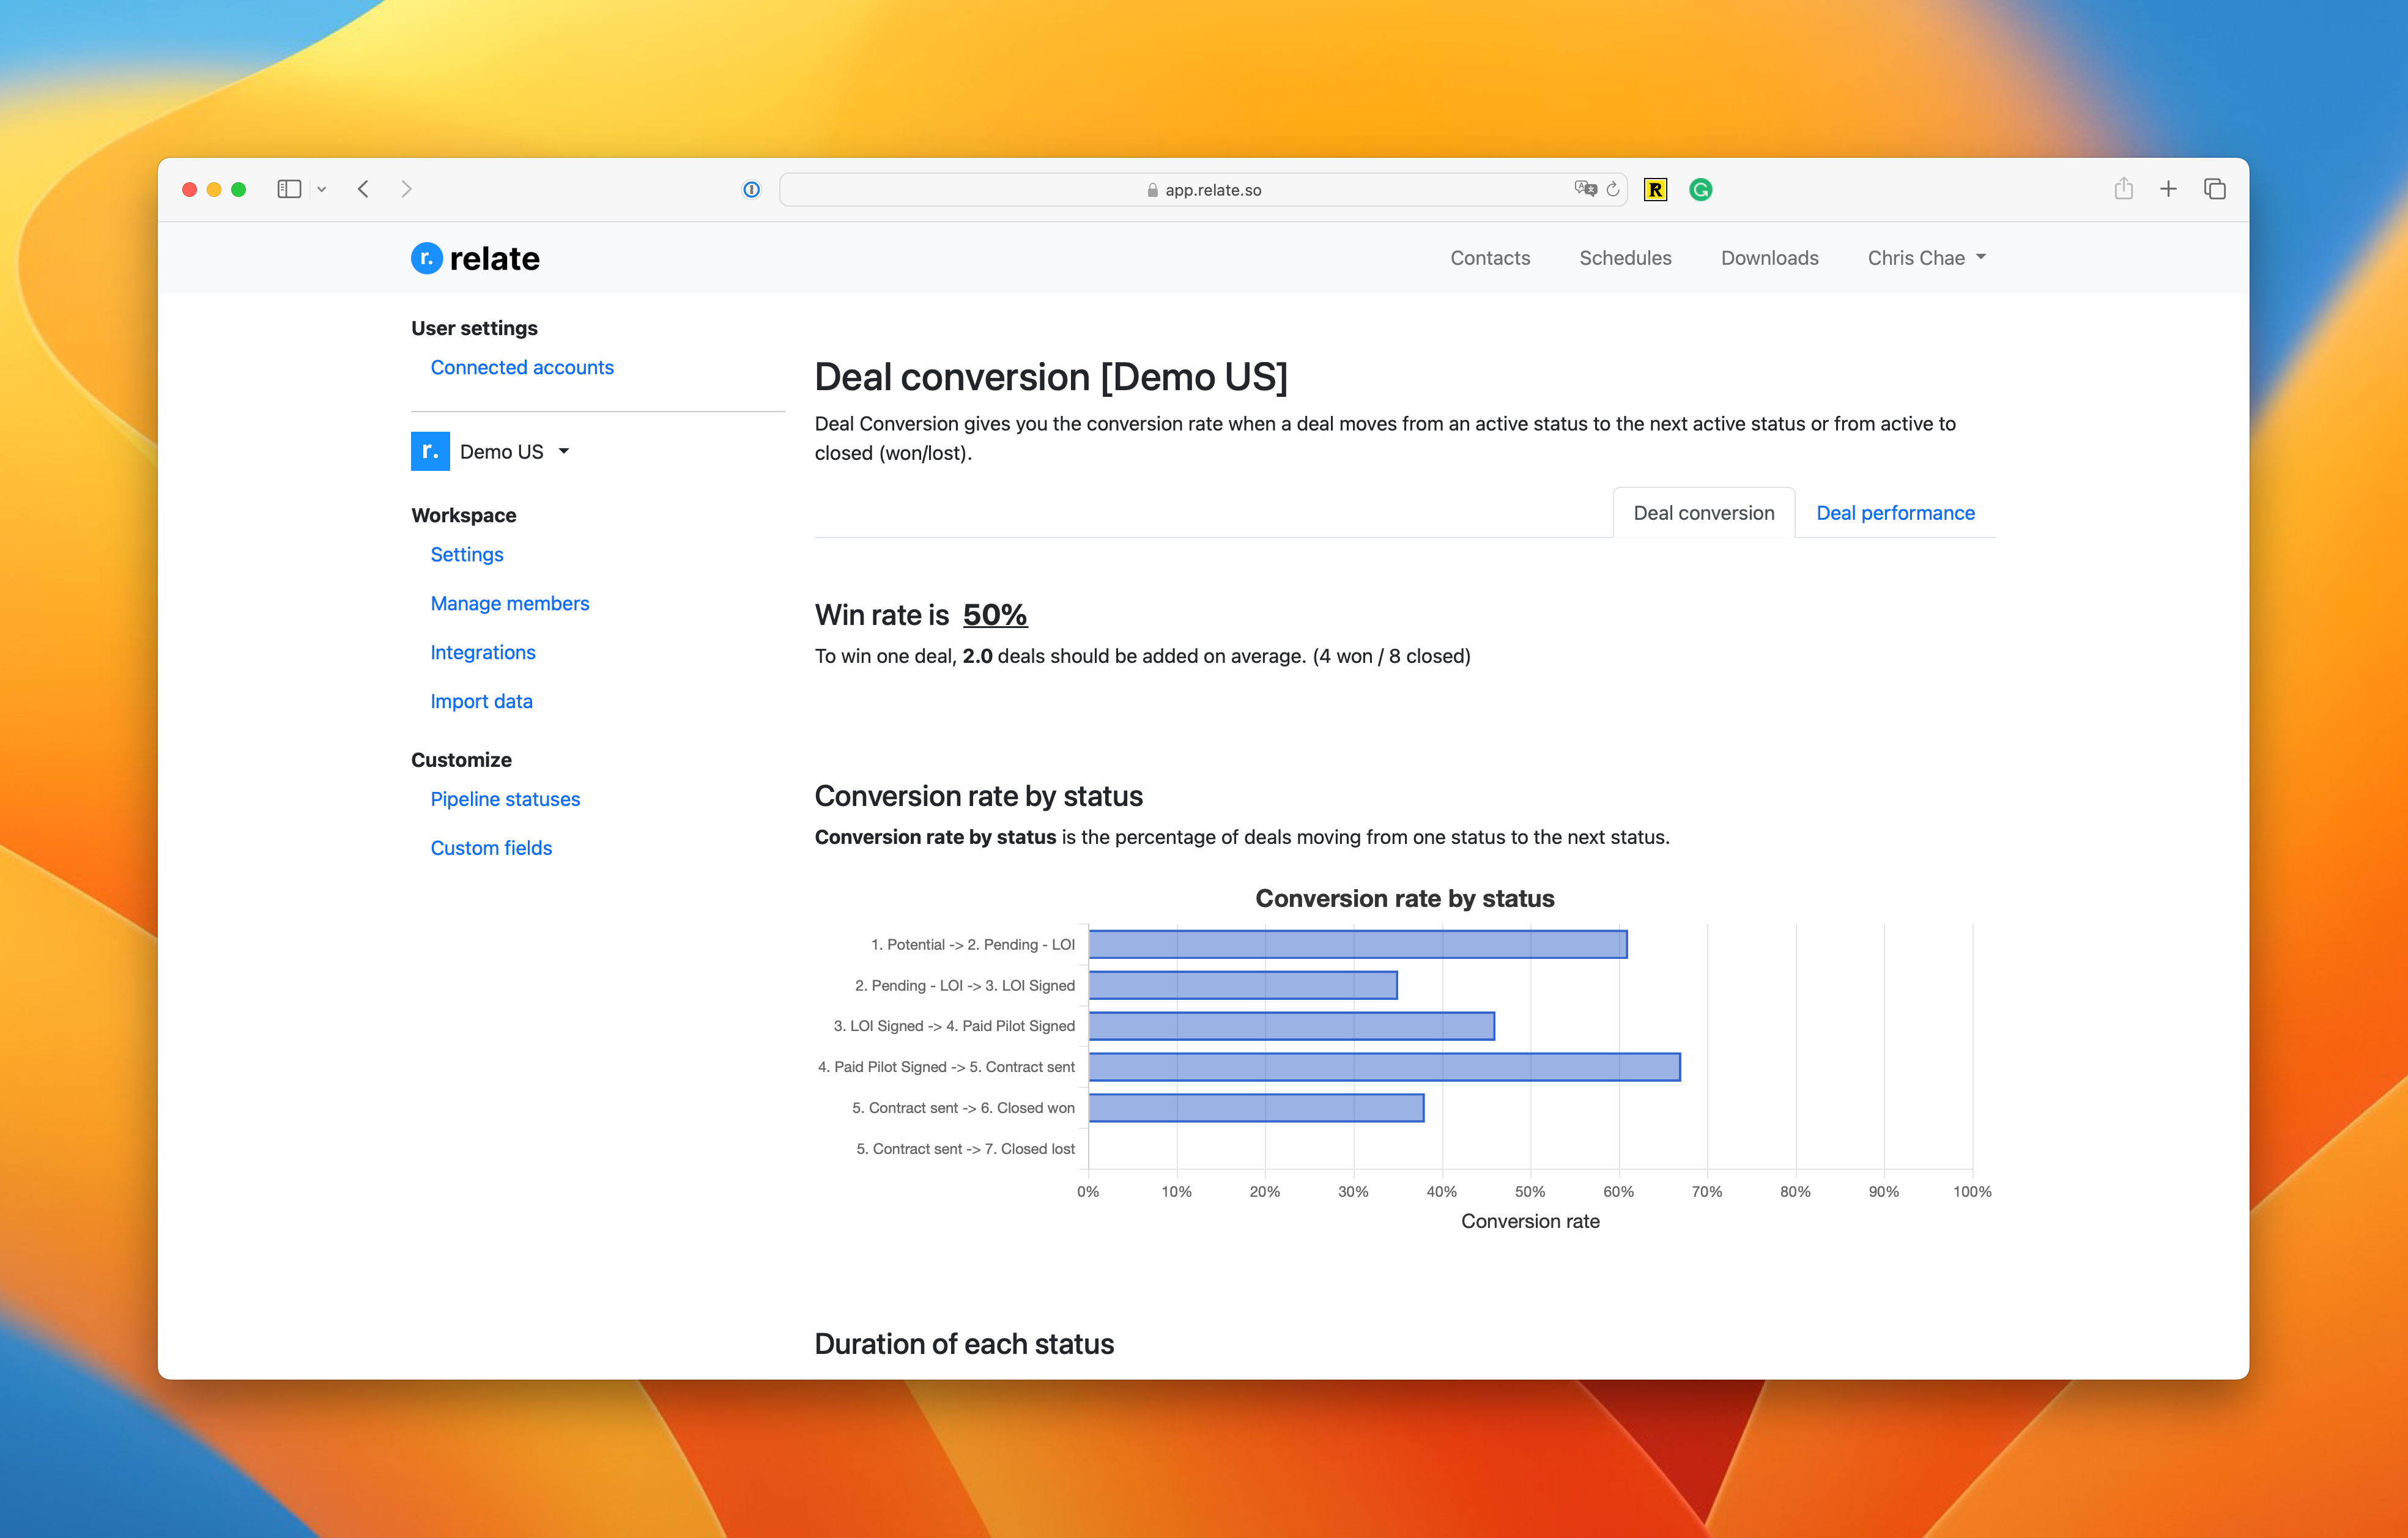 app.relate.so
r. relate
Contacts Schedules Downloads Chris Chae
User settings
Connected accounts
r. Demo US
Workspace
Settings
Manage members
Integrations
Import data
Customize
Pipeline statuses
Custom fields
Deal conversion [Demo US]
Deal Conversion gives you the conversion rate when a deal moves from an active status to the next active status or from active to
closed (won/lost).
Deal conversion Deal performance
Win rate is 50%
To win one deal, 2.0 deals should be added on average. (4 won / 8 closed)
Conversion rate by status
Conversion rate by status is the percentage of deals moving from one status to the next status.
Conversion rate by status
1. Potential -> 2. Pending - LOI
2. Pending - LOI -> 3. LOI Signed
3. LOI Signed -> 4. Paid Pilot Signed
4. Paid Pilot Signed -> 5. Contract sent
5. Contract sent -> 6. Closed won
5. Contract sent -> 7. Closed lost
0% 10% 20% 30% 40% 50% 60% 70% 80% 90% 100%
Conversion rate
Duration of each status